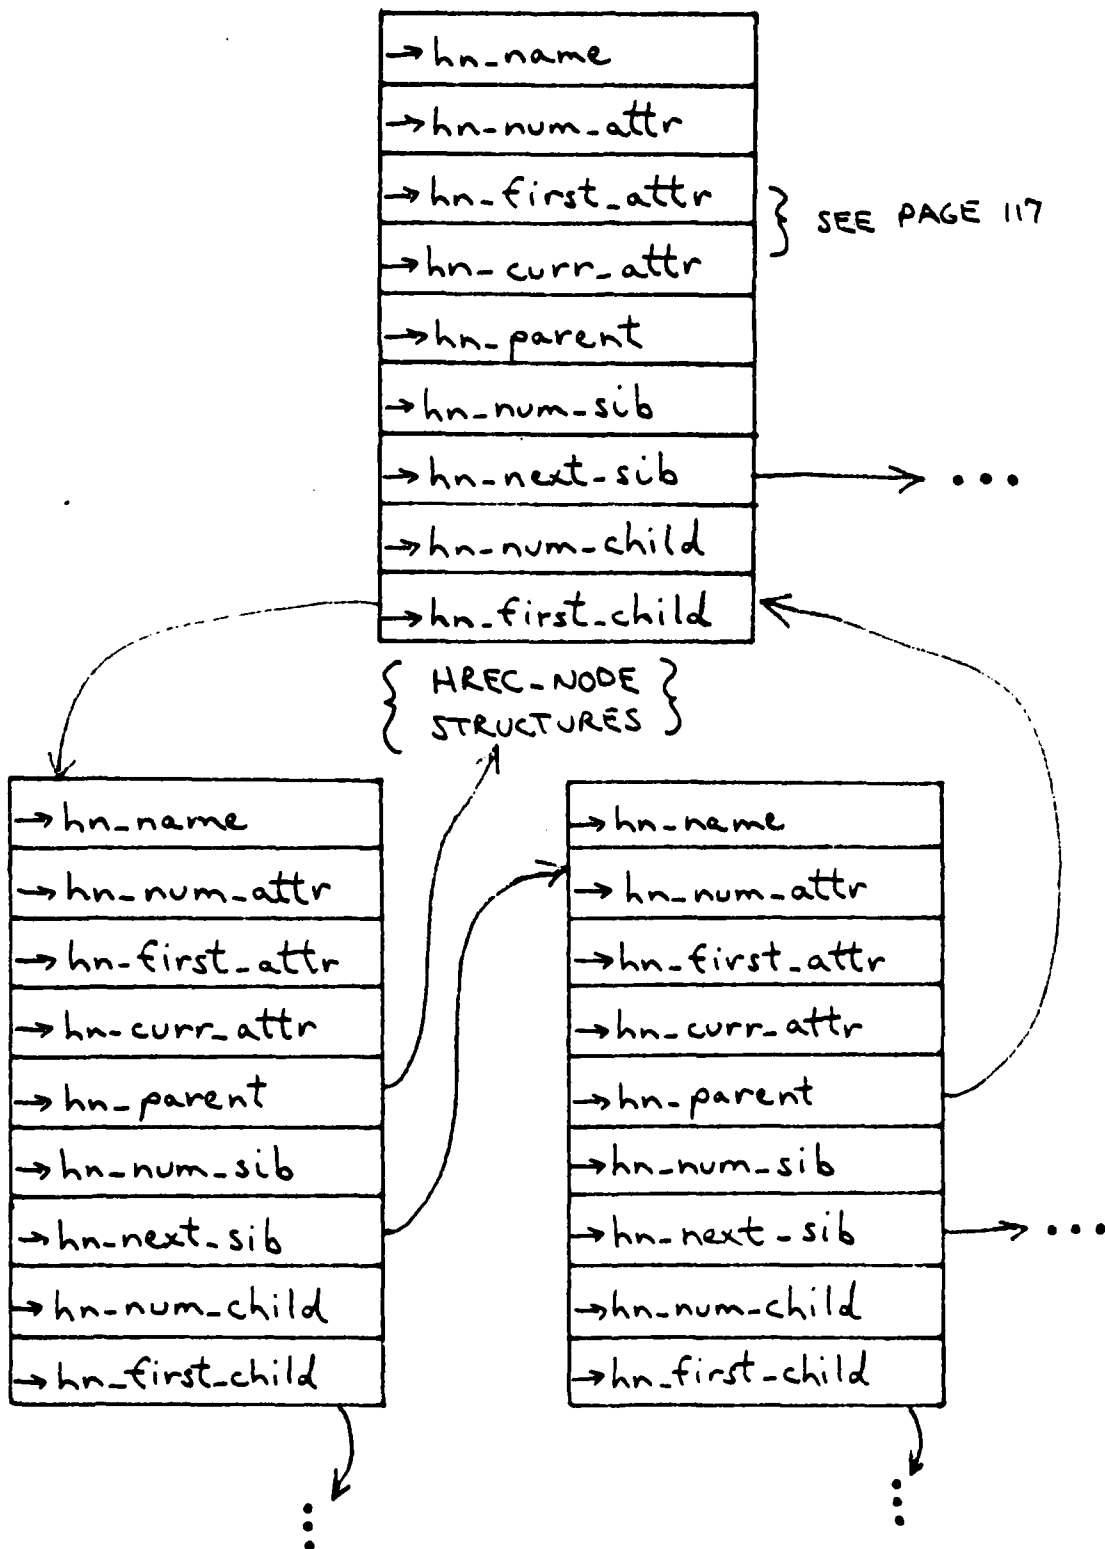 →hn_name
→hn_num_attr
→hn_first_attr
} SEE PAGE 117
→hn_curr_attr
→hn_parent
→hn_num_sib
→hn_next_sib → ...
→hn_num_child
→hn_first_child
{ HREC_NODE }
{ STRUCTURES }
→hn_name
→hn_num_attr
→hn_first_attr
→hn_curr_attr
→hn_parent
→hn_num_sib
→hn_next_sib
→hn_num_child
→hn_first_child
→hn_name
→hn_num_attr
→hn_first_attr
→hn_curr_attr
→hn_parent
→hn_num_sib
→hn_next_sib → ...
→hn_num_child
→hn_first_child